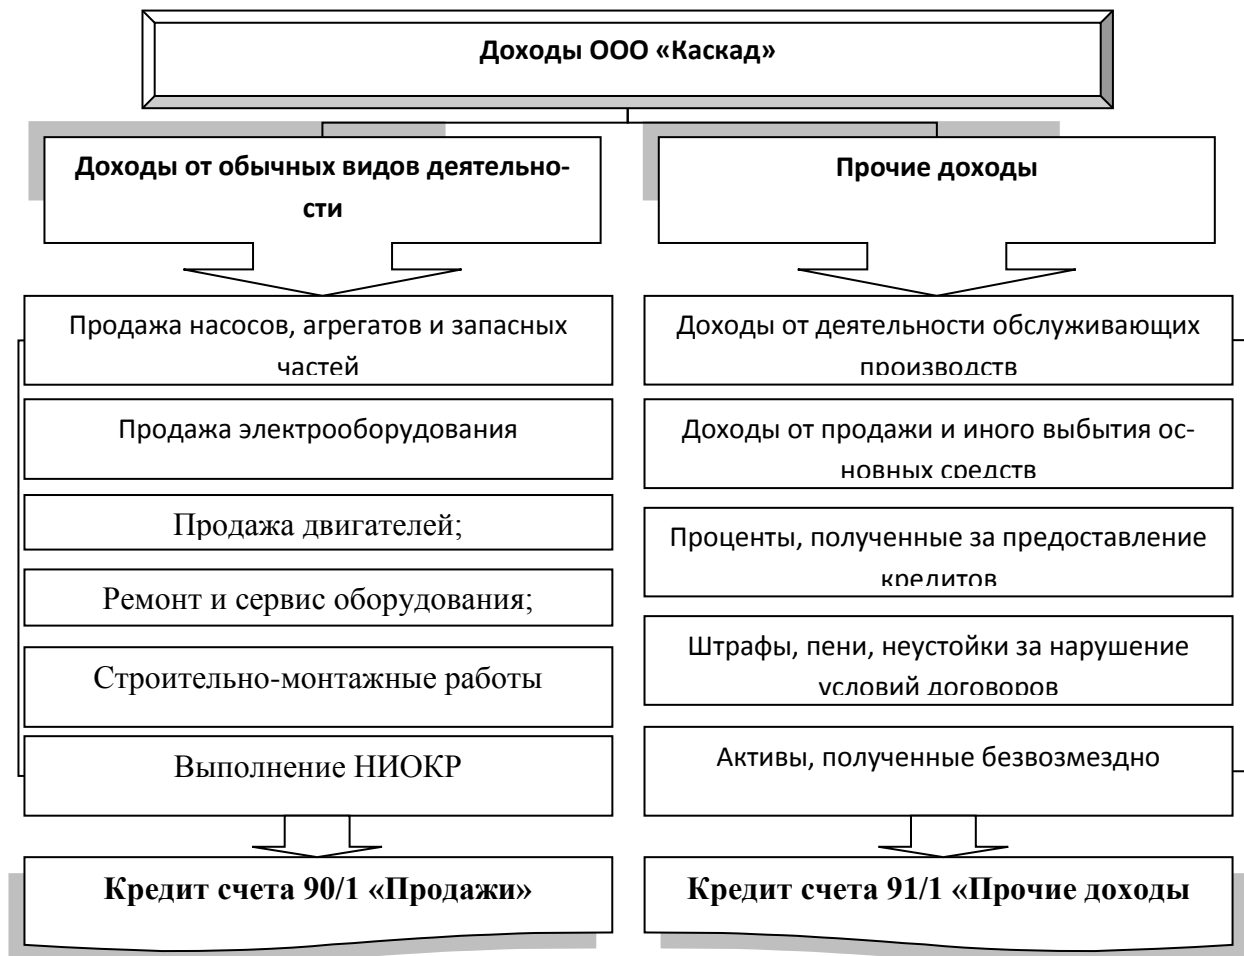 Доходы ООО «Каскад»
Доходы от обычных видов деятельно-
сти
Прочие доходы
Продажа насосов, агрегатов и запасных
частей
Продажа электрооборудования
Продажа двигателей;
Ремонт и сервис оборудования;
Строительно-монтажные работы
Выполнение НИОКР
Кредит счета 90/1 «Продажи»
Доходы от деятельности обслуживающих
производств
Доходы от продажи и иного выбытия ос-
новных средств
Проценты, полученные за предоставление
кредитов
Штрафы, пени, неустойки за нарушение
условий договоров
Активы, полученные безвозмездно
Кредит счета 91/1 «Прочие доходы